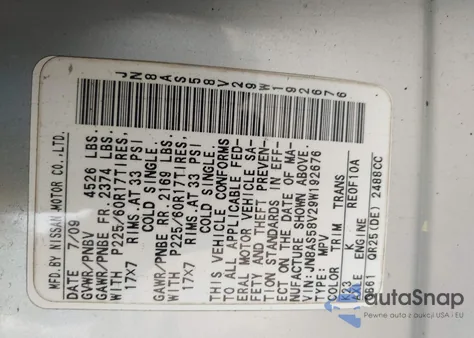 JN8AS58V29W192676
MFD.BY NISSAN MOTOR CO.,LTD.
DATE 7/09
GVWR/PNBV 4526 LBS.
GAWR/PNBE FR. 2374 LBS.
WITH P225/60R17TIRES,
17X7 RIMS.AT 33 PSI
COLD SINGLE.
GAWR/PNBE RR. 2169 LBS.
WITH P225/60R17TIRES,
17X7 RIMS.AT 33 PSI
COLD SINGLE.
THIS VEHICLE CONFORMS
TO ALL APPLICABLE FED-
ERAL MOTOR VEHICLE SA-
FETY AND THEFT PREVEN-
TION STANDARDS IN EFF-
ECT ON THE DATE OF MA-
NUFACTURE SHOWN ABOVE.
VIN:JN8AS58V29W192676
TYPE: MPV
COLOR TRIM TRANS
K23 K REOF10A
AXLE ENGINE
GB61 QR25(DE) 2488CC
autoSnap
Pewne auta z aukcji USA i EU